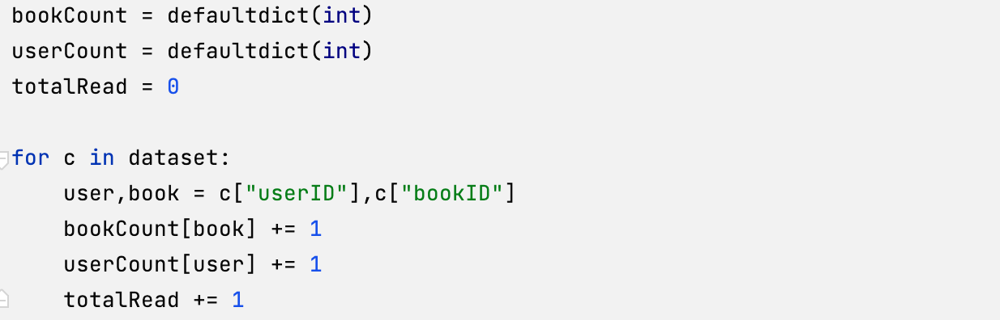 bookCount = defaultdict(int)
userCount = defaultdict(int)
totalRead = 0
for c in dataset:
    user,book = c["userID"],c["bookID"]
    bookCount[book] += 1
    userCount[user] += 1
    totalRead += 1